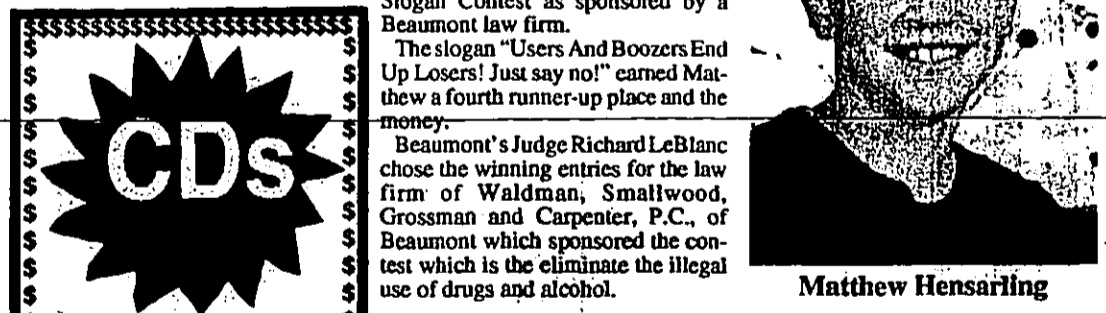 $$$$$$$$$$$$$$$$$$$$$$$$$$$$
CDs
Slogan Contest as sponsored by a
Beaumont law firm.
The slogan “Users And Boozers End
Up Losers! Just say no!” earned Mat-
thew a fourth runner-up place and the
money.
Beaumont’s Judge Richard LeBlanc
chose the winning entries for the law
firm of Waldman, Smallwood,
Grossman and Carpenter, P.C., of
Beaumont which sponsored the con-
test which is the eliminate the illegal
use of drugs and alcohol.
Matthew Hensarling